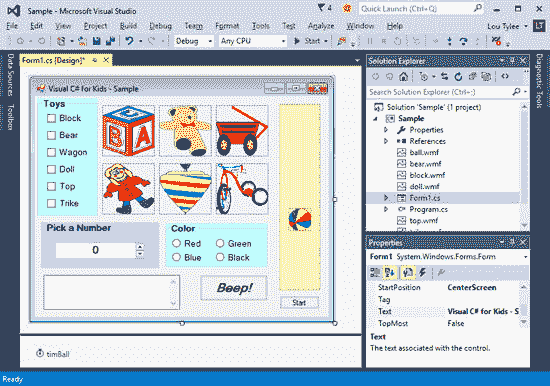 Sample - Microsoft Visual Studio
4
Quick Launch (Ctrl+Q)
File Edit View Project Build Debug Team Format Tools Architecture Test Analyze
Window Help
Lou Tylee
LT
Debug Any CPU Start
Data Sources
Toolbox
Form1.cs [Design]*
Visual C# for Kids - Sample
Toys
Block
Bear
Wagon
Doll
Top
Trike
C
B A
Pick a Number
0
Color
Red Green
Blue Black
Beep!
Start
timBall
Solution Explorer
Search Solution Explorer (Ctrl+;)
Solution 'Sample' (1 project)
Sample
Properties
References
ball.wmf
bear.wmf
block.wmf
doll.wmf
Form1.cs
Program.cs
top.wmf
Properties
Form1 System.Windows.Forms.Form
StartPosition CenterScreen
Tag
Text Visual C# for Kids - S
TopMost False
Text
The text associated with the control.
Diagnostic Tools
Ready